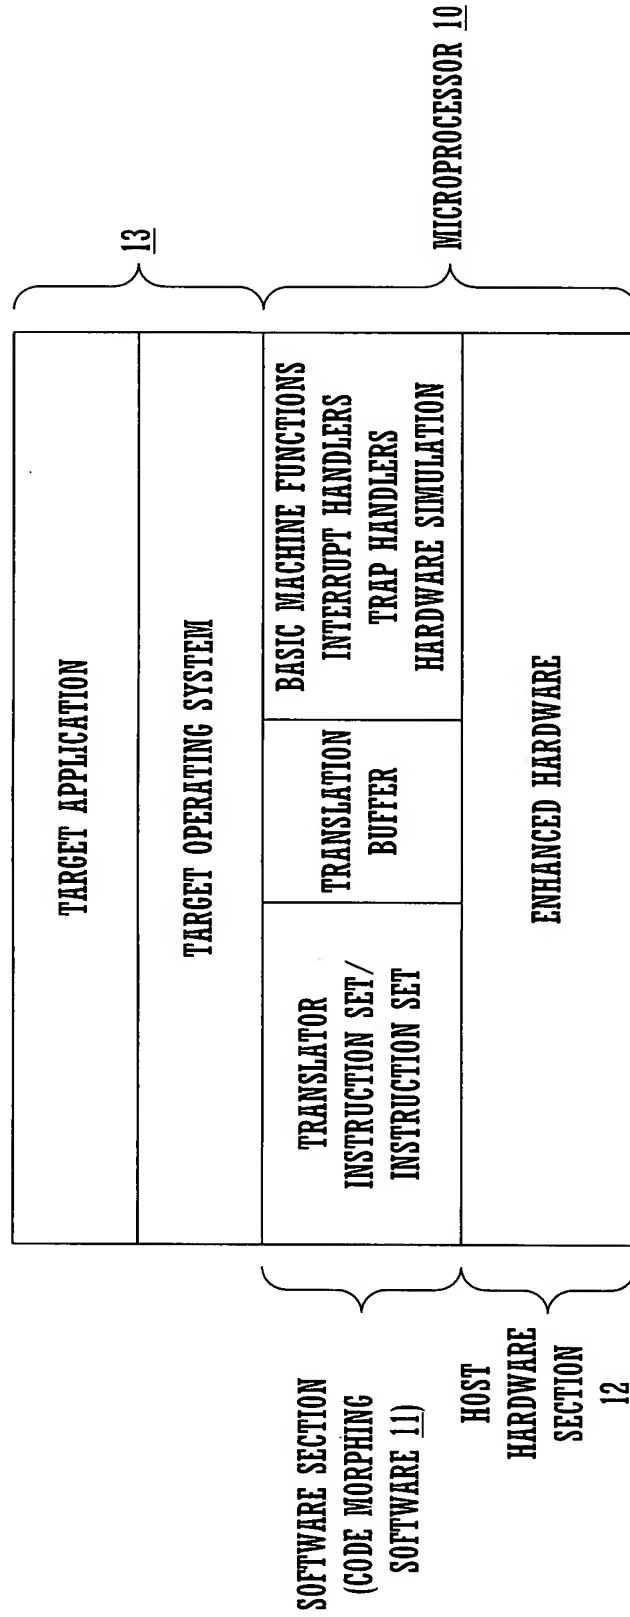 TARGET APPLICATION
13
TARGET OPERATING SYSTEM
SOFTWARE SECTION
(CODE MORPHING
SOFTWARE 11)
TRANSLATOR
INSTRUCTION SET/
INSTRUCTION SET
TRANSLATION
BUFFER
BASIC MACHINE FUNCTIONS
INTERRUPT HANDLERS
TRAP HANDLERS
HARDWARE SIMULATION
MICROPROCESSOR 10
HOST
HARDWARE
SECTION
12
ENHANCED HARDWARE